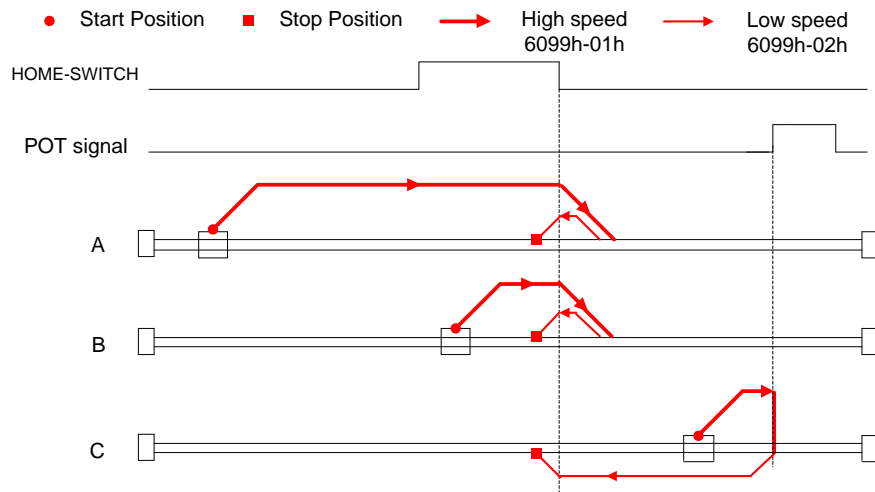 Start Position
Stop Position
High speed
6099h-01h
Low speed
6099h-02h
HOME-SWITCH
POT signal
A
B
C